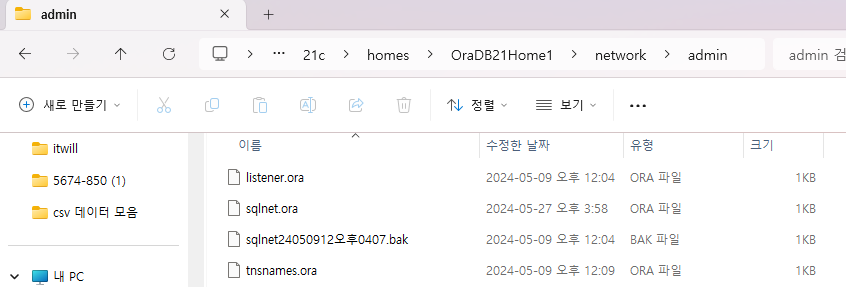 admin
··· 21c homes OraDB21Home1 network admin admin 검
새로 만들기 정렬 보기 ···
itwill
5674-850 (1)
csv 데이터 모음
내 PC
이름 수정한 날짜 유형 크기
listener.ora 2024-05-09 오후 12:04 ORA 파일 1KB
sqlnet.ora 2024-05-27 오후 3:58 ORA 파일 1KB
sqlnet24050912오후0407.bak 2024-05-09 오후 12:04 BAK 파일 1KB
tnsnames.ora 2024-05-09 오후 12:09 ORA 파일 1KB